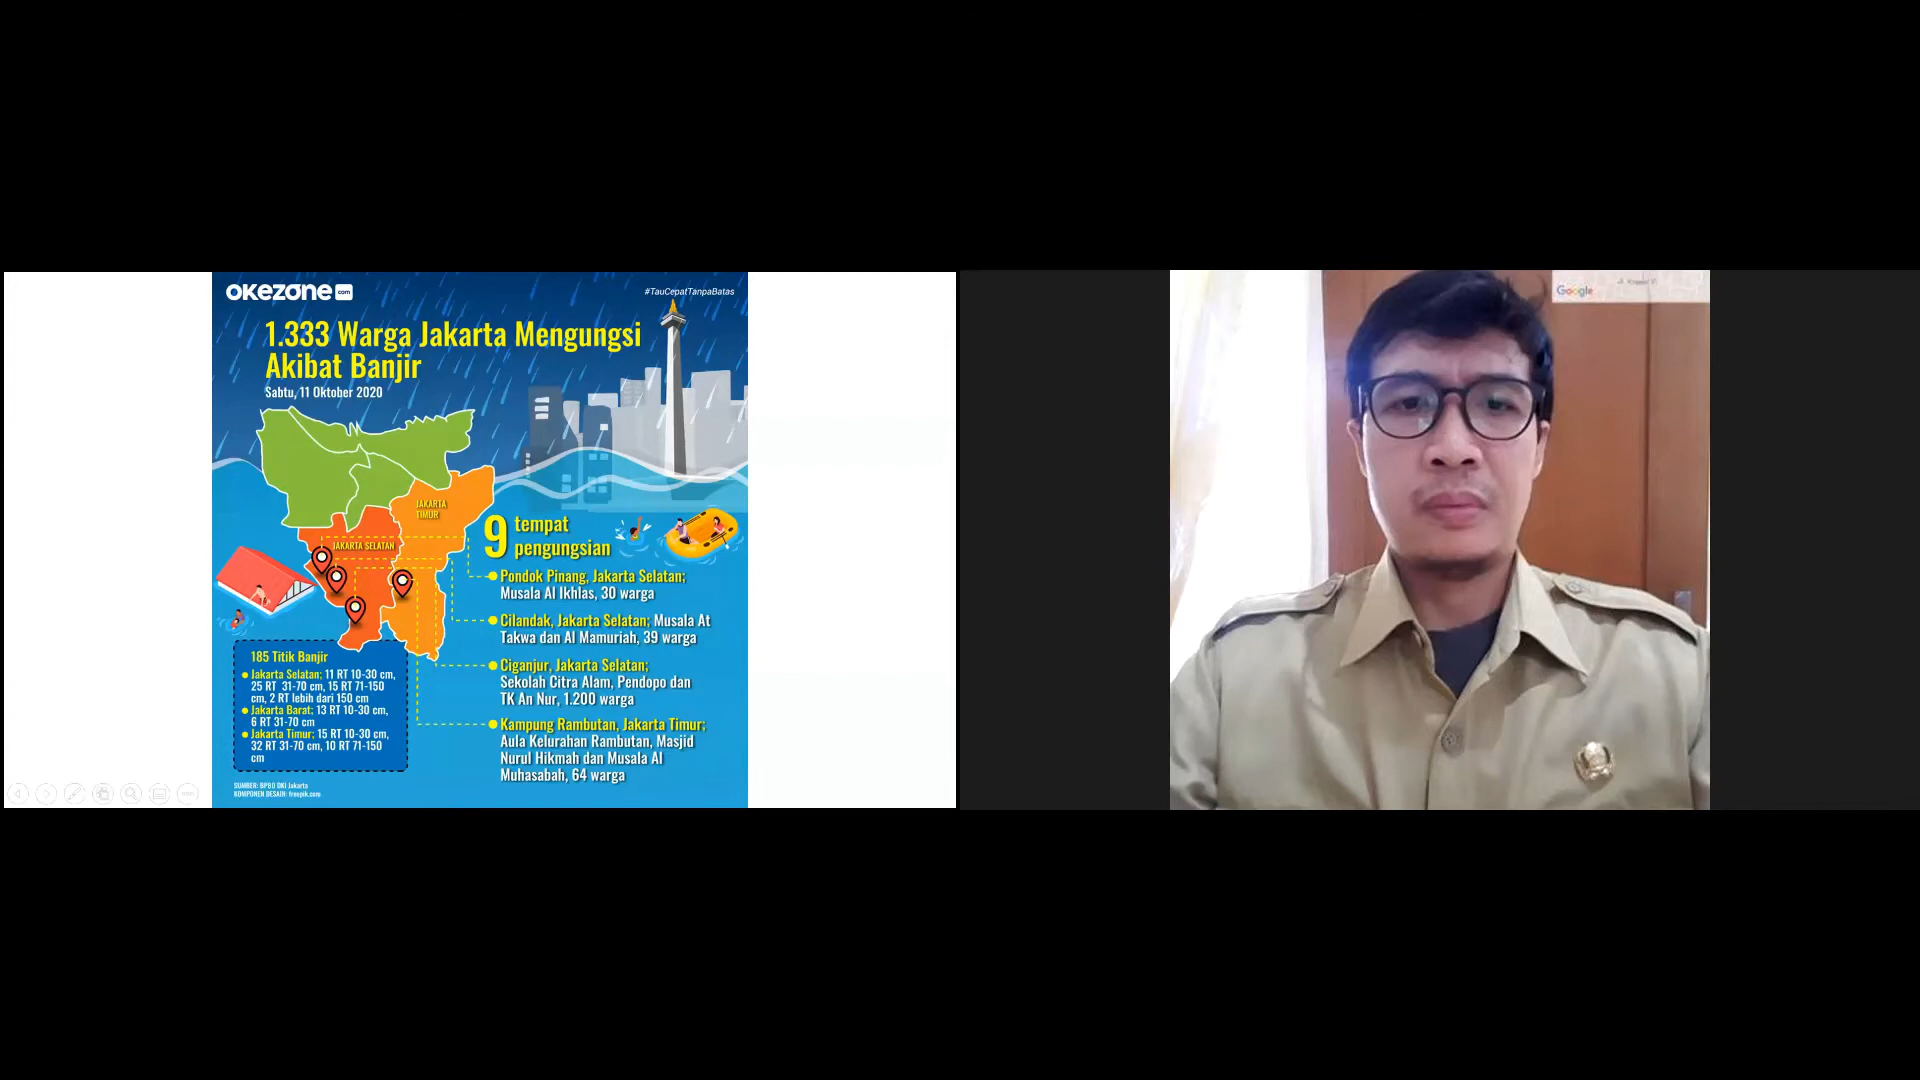 OKEZONE.com
#TauCepatTanpaBatas
1.333 Warga Jakarta Mengungsi
Akibat Banjir
Sabtu, 11 Oktober 2020
JAKARTA
TIMUR
JAKARTA SELATAN
9 tempat
pengungsian
Pondok Pinang, Jakarta Selatan;
Musala Al Ikhlas, 30 warga
Cilandak, Jakarta Selatan; Musala At
Takwa dan Al Mamuriah, 39 warga
Ciganjur, Jakarta Selatan;
Sekolah Citra Alam, Pendopo dan
TK An Nur, 1.200 warga
Kampung Rambutan, Jakarta Timur;
Aula Kelurahan Rambutan, Masjid
Nurul Hikmah dan Musala Al
Muhasabah, 64 warga
185 Titik Banjir
Jakarta Selatan; 11 RT 10-30 cm,
25 RT 31-70 cm, 15 RT 71-150
cm, 2 RT lebih dari 150 cm
Jakarta Barat; 13 RT 10-30 cm,
6 RT 31-70 cm
Jakarta Timur; 15 RT 10-30 cm,
32 RT 31-70 cm, 10 RT 71-150
cm
SUMBER: BPBD DKI Jakarta
KOMPONEN DESAIN: freepik.com
Google